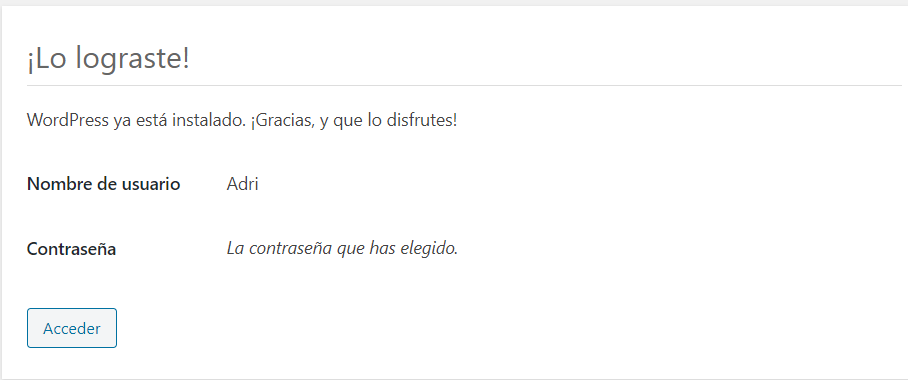 ¡Lo lograste!
WordPress ya está instalado. ¡Gracias, y que lo disfrutes!
Nombre de usuario Adri
Contraseña La contraseña que has elegido.
Acceder